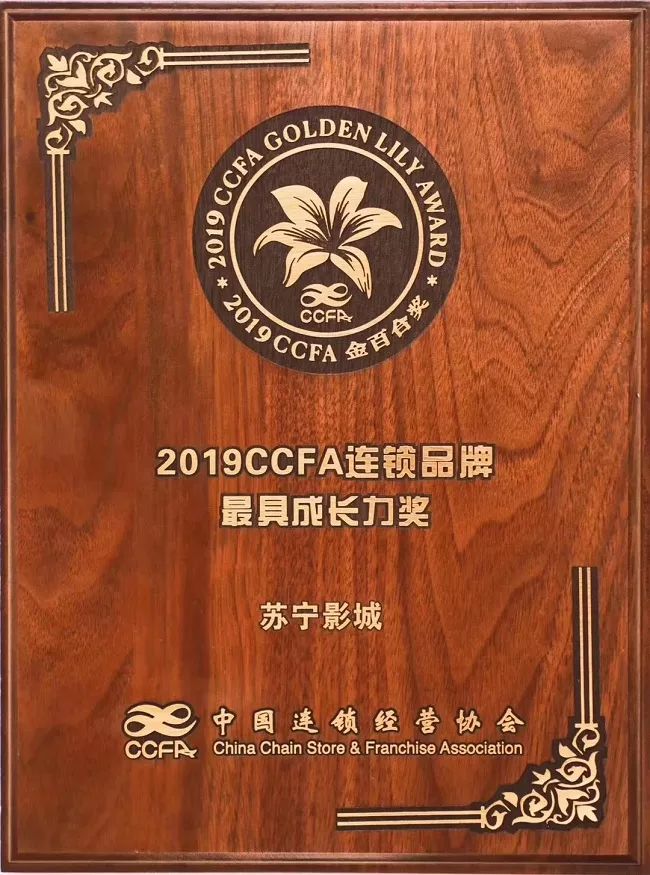 * 2019 CCFA GOLDEN LILY AWARD *
CCFA
2019 CCFA 金百合奖
2019CCFA连锁品牌
最具成长力奖
苏宁影城
CCFA
中国连锁经营协会
China Chain Store & Franchise Association